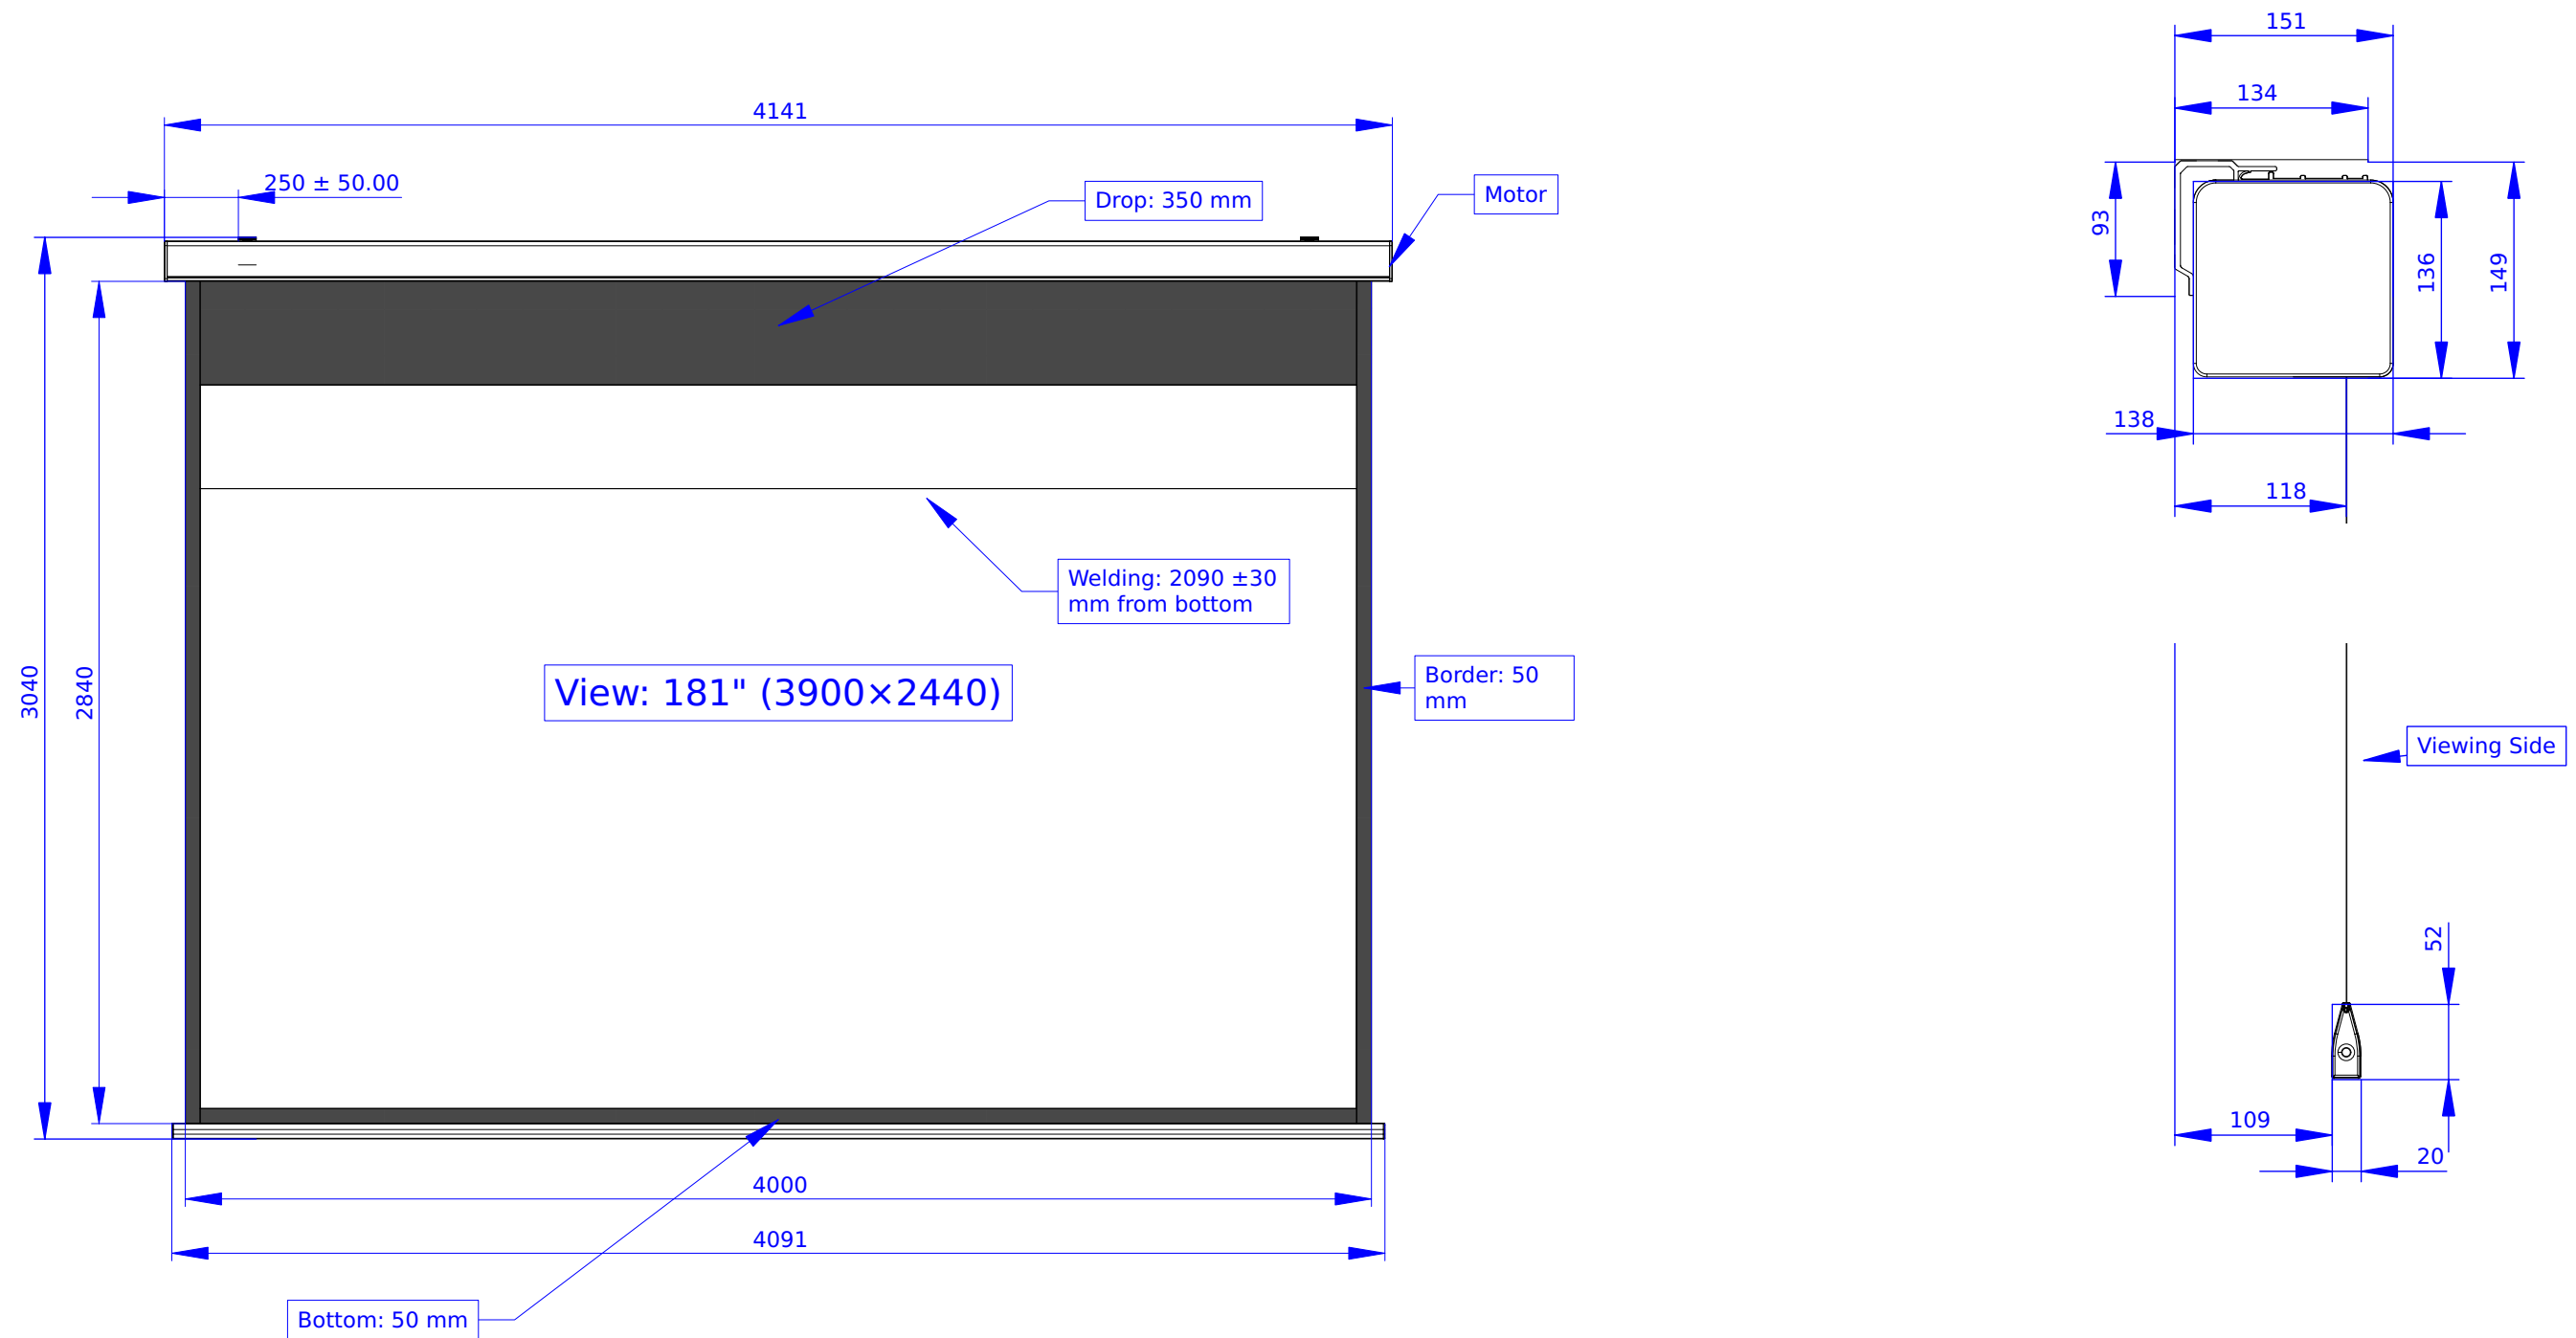 151
134
4141
250 ± 50.00
Drop: 350 mm
Motor
93
136
149
138
118
Welding: 2090 ±30
mm from bottom
3040
2840
View: 181" (3900×2440)
Border: 50
mm
Viewing Side
52
109
20
4000
4091
Bottom: 50 mm